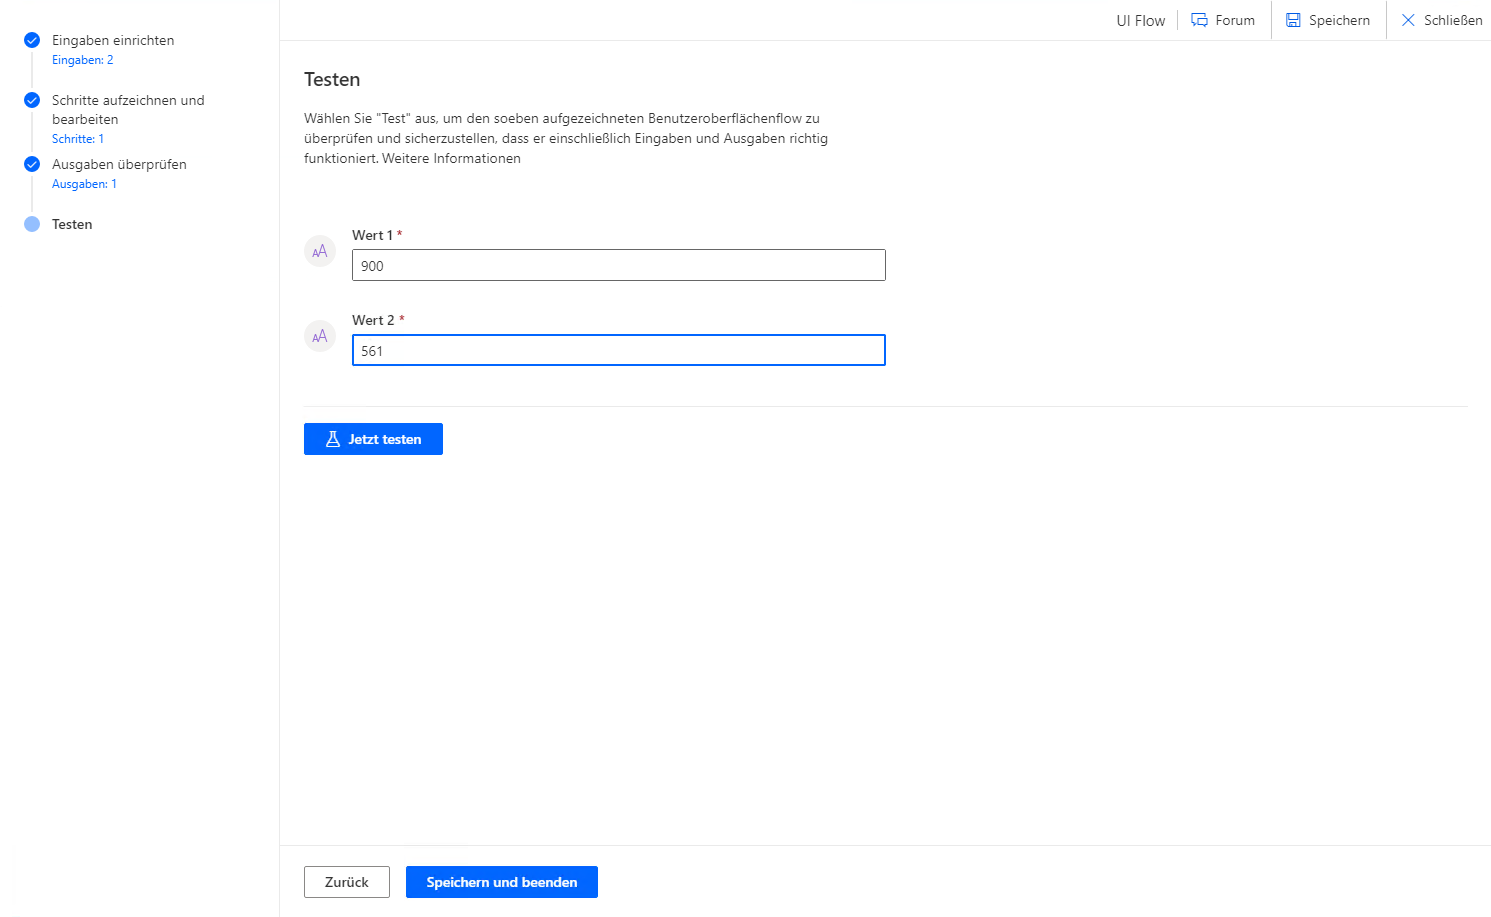 Eingaben einrichten
Eingaben: 2
Schritte aufzeichnen und
bearbeiten
Schritte: 1
Ausgaben überprüfen
Ausgaben: 1
Testen
UI Flow
Forum
Speichern
Schließen
Testen
Wählen Sie "Test" aus, um den soeben aufgezeichneten Benutzeroberflächenflow zu
überprüfen und sicherzustellen, dass er einschließlich Eingaben und Ausgaben richtig
funktioniert. Weitere Informationen
AA
Wert 1 *
900
AA
Wert 2 *
561
Jetzt testen
Zurück
Speichern und beenden